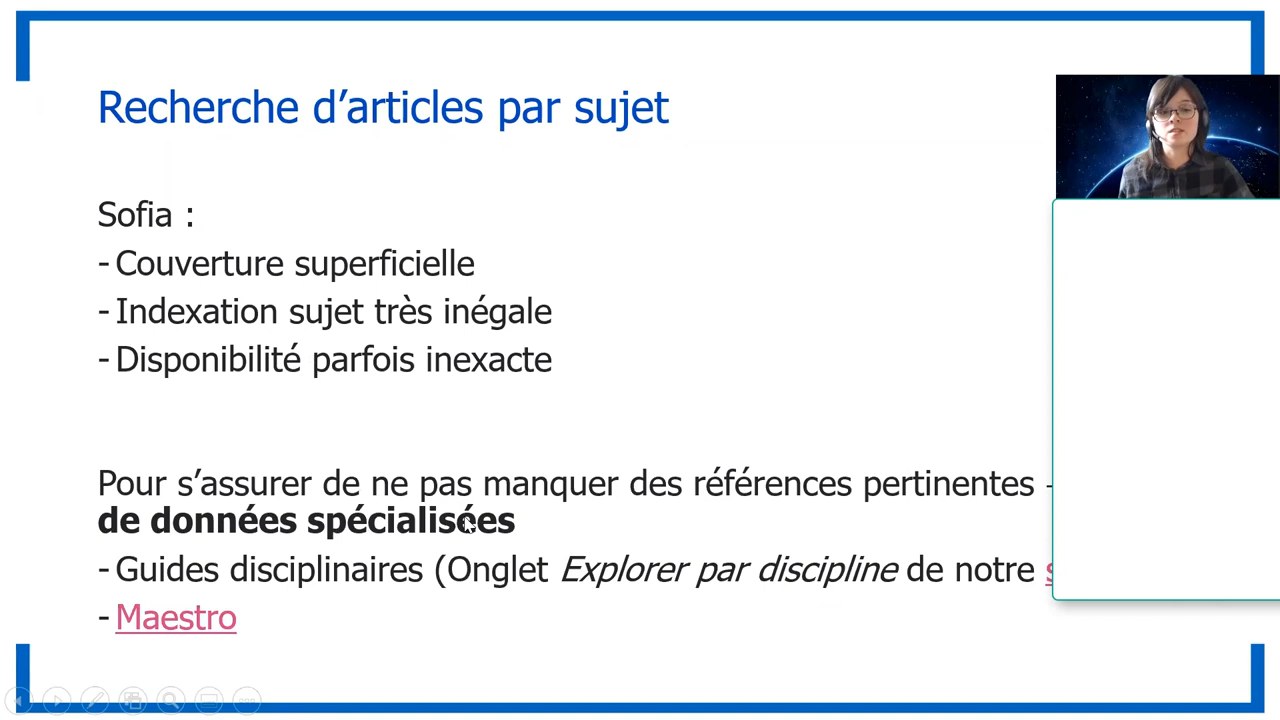 Recherche d’articles par sujet
Sofia :
- Couverture superficielle
- Indexation sujet très inégale
- Disponibilité parfois inexacte
Pour s’assurer de ne pas manquer des références pertinentes
de données spécialisées
- Guides disciplinaires (Onglet Explorer par discipline de notre
- Maestro